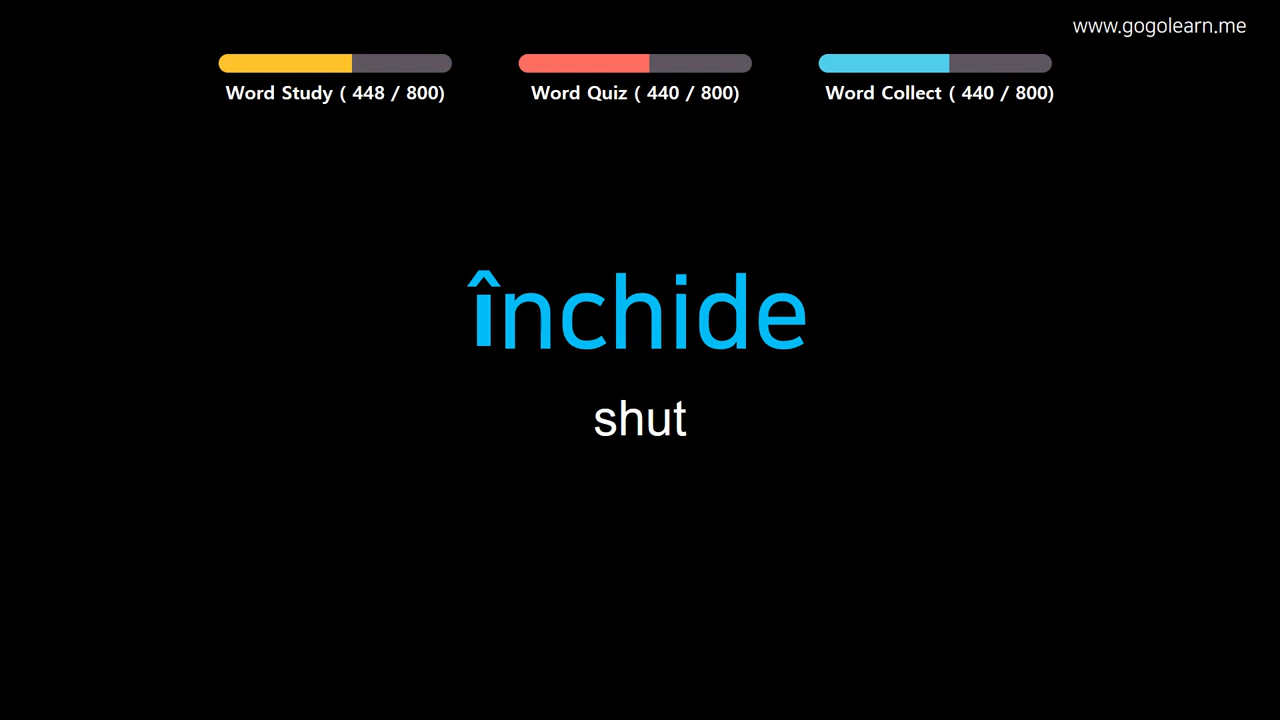 www.gogolearn.me
Word Study ( 448 / 800)
Word Quiz ( 440 / 800)
Word Collect ( 440 / 800)
închide
shut